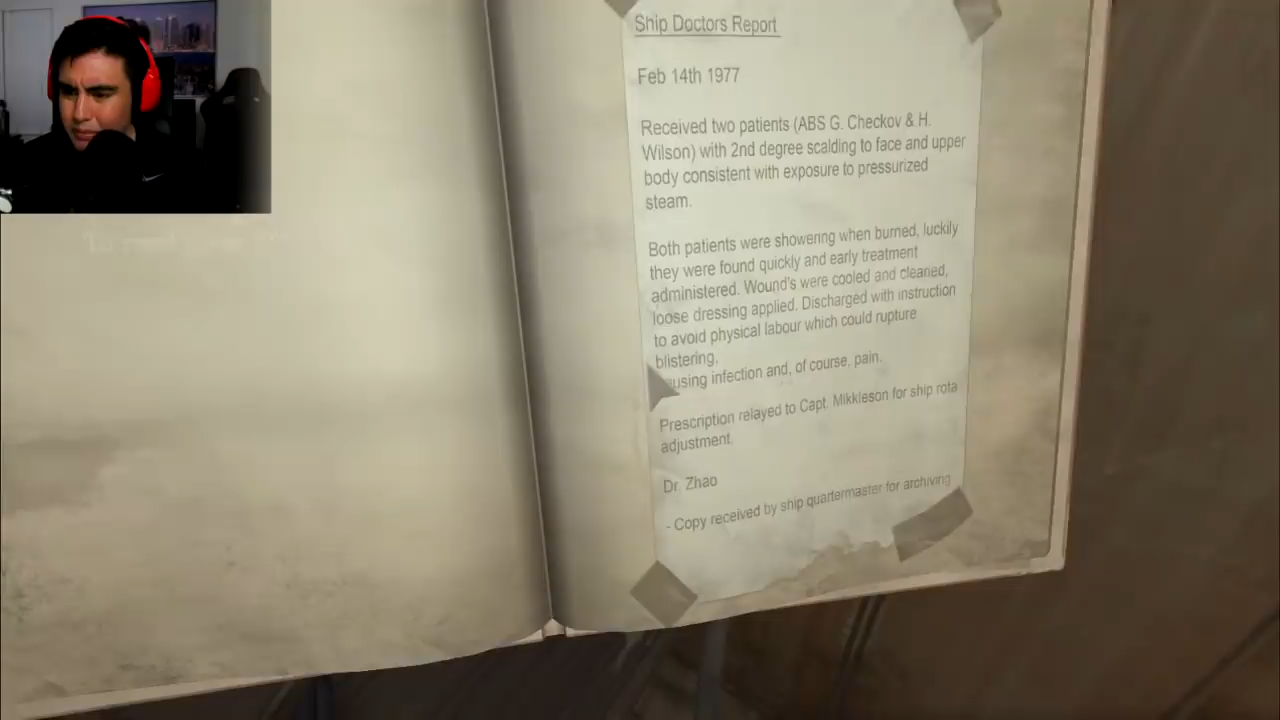 Ship Doctors Report
Feb 14th 1977
Received two patients (ABS G. Checkov & H.
Wilson) with 2nd degree scalding to face and upper
body consistent with exposure to pressurized
steam.
Both patients were showering when burned, luckily
they were found quickly and early treatment
administered. Wound's were cooled and cleaned,
loose dressing applied. Discharged with instruction
to avoid physical labour which could rupture
blistering,
using infection and, of course, pain.
Prescription relayed to Capt. Mikkleson for ship rota
adjustment.
Dr. Zhao
- Copy received by ship quartermaster for archiving